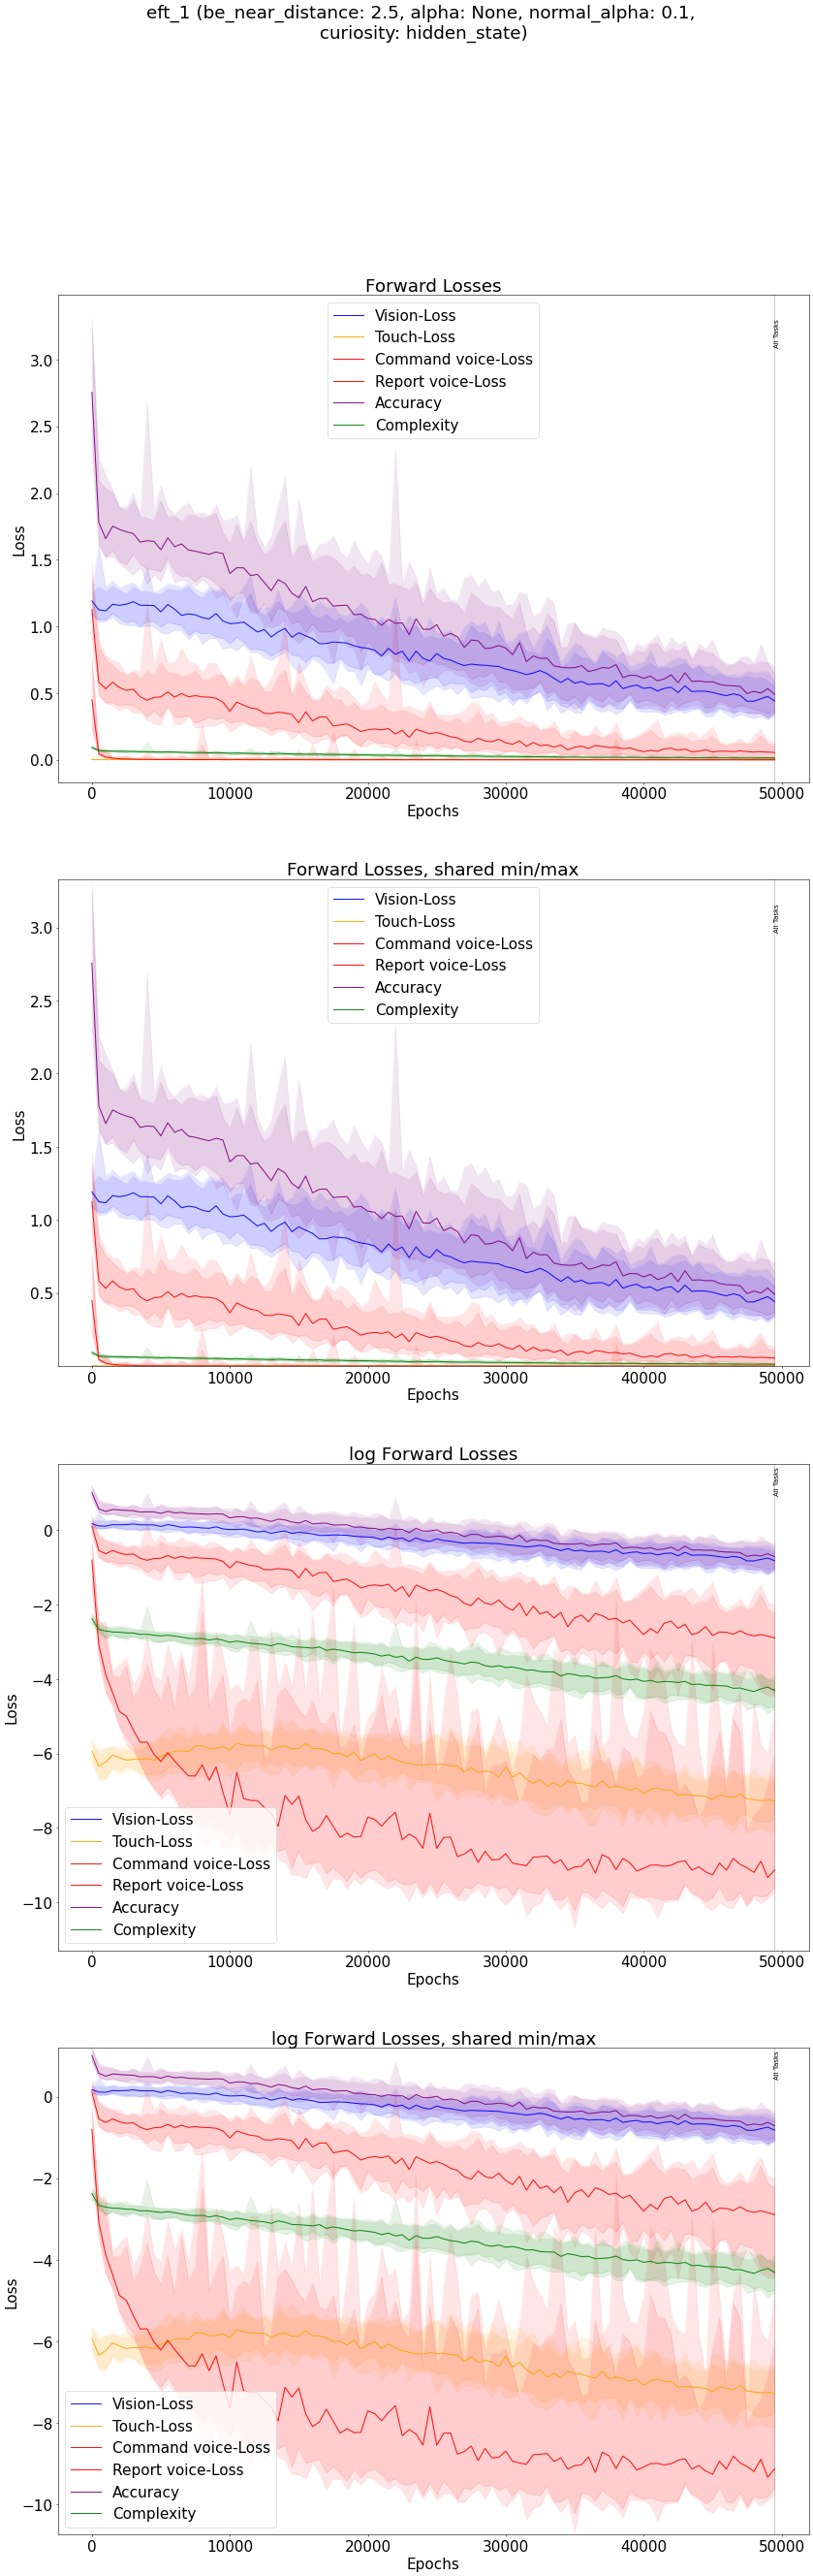 eft_1 (be_near_distance: 2.5, alpha: None, normal_alpha: 0.1,
curiosity: hidden_state)
Forward Losses
Vision-Loss
Touch-Loss
Command voice-Loss
Report voice-Loss
Accuracy
Complexity
All Tasks
3.0
2.5
2.0
1.5
1.0
0.5
0.0
Loss
0 10000 20000 30000 40000 50000
Epochs
Forward Losses, shared min/max
Vision-Loss
Touch-Loss
Command voice-Loss
Report voice-Loss
Accuracy
Complexity
All Tasks
3.0
2.5
2.0
1.5
1.0
0.5
Loss
0 10000 20000 30000 40000 50000
Epochs
log Forward Losses
All Tasks
0
−2
−4
−6
−8
−10
Loss
Vision-Loss
Touch-Loss
Command voice-Loss
Report voice-Loss
Accuracy
Complexity
0 10000 20000 30000 40000 50000
Epochs
log Forward Losses, shared min/max
All Tasks
0
−2
−4
−6
−8
−10
Loss
Vision-Loss
Touch-Loss
Command voice-Loss
Report voice-Loss
Accuracy
Complexity
0 10000 20000 30000 40000 50000
Epochs